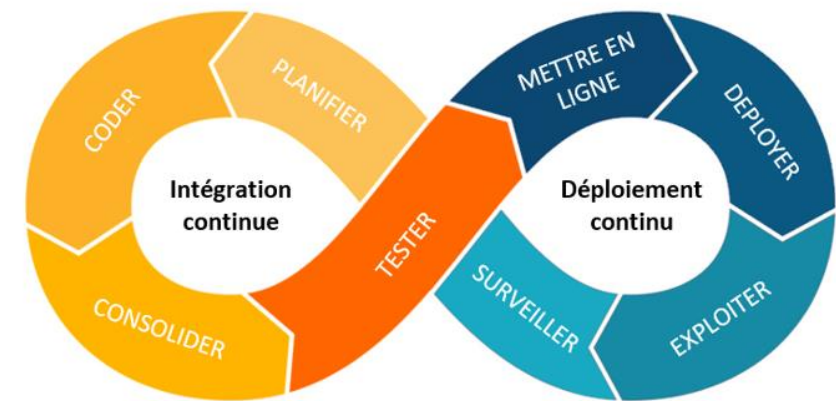 PLANIFIER
CODER
CONSOLIDER
TESTER
METTRE EN
LIGNE
DEPLOYER
EXPLOITER
SURVEILLER
Intégration
continue
Déploiement
continu